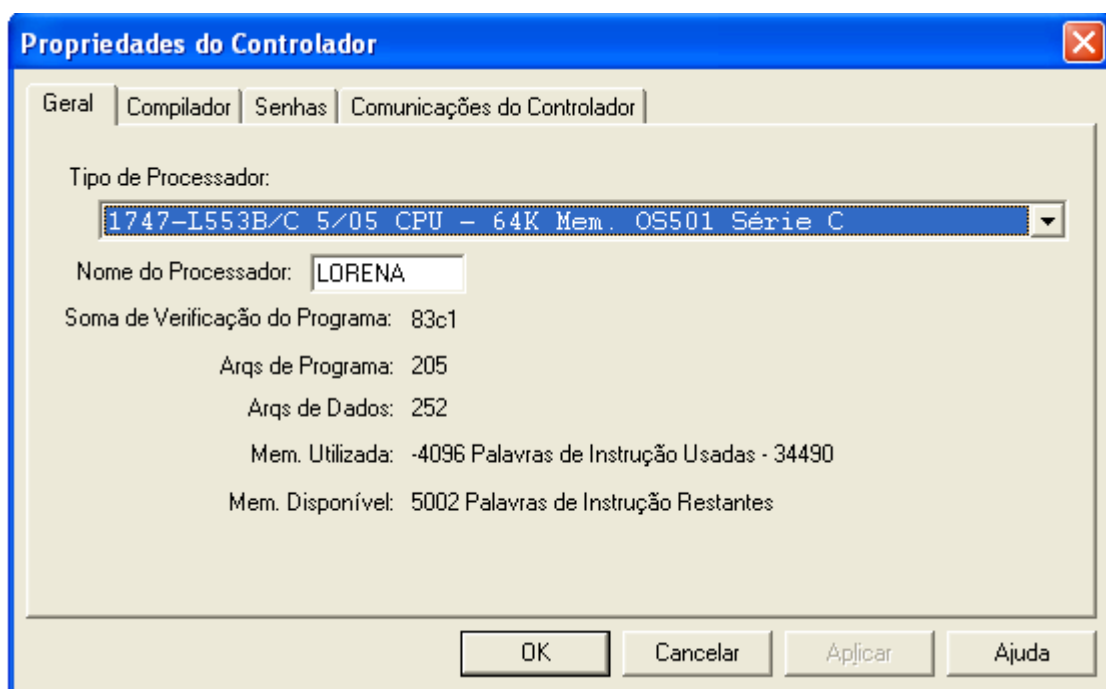 Propriedades do Controlador
Geral Compilador Senhas Comunicações do Controlador
Tipo de Processador:
1747-L553B/C 5/05 CPU - 64K Mem. OS501 Série C
Nome do Processador: LORENA
Soma de Verificação do Programa: 83c1
Arqs de Programa: 205
Arqs de Dados: 252
Mem. Utilizada: -4096 Palavras de Instrução Usadas - 34490
Mem. Disponível: 5002 Palavras de Instrução Restantes
OK Cancelar Aplicar Ajuda